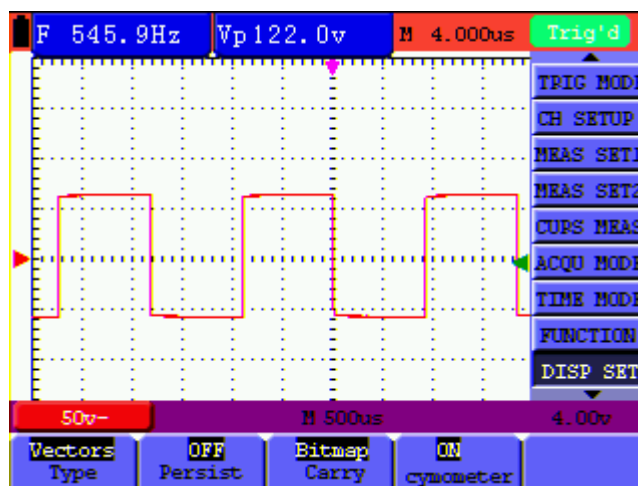 F 545.9Hz Vp122.0v M 4.000us Trig'd
TRIG MODE
CH SETUP
MEAS SET1
MEAS SET2
CURS MEAS
ACQU MODE
TIME MODE
FUNCTION
DISP SET
50v~ M 500us 4.00v
Vectors OFF Bitmap ON
Type Persist Carry cymometer